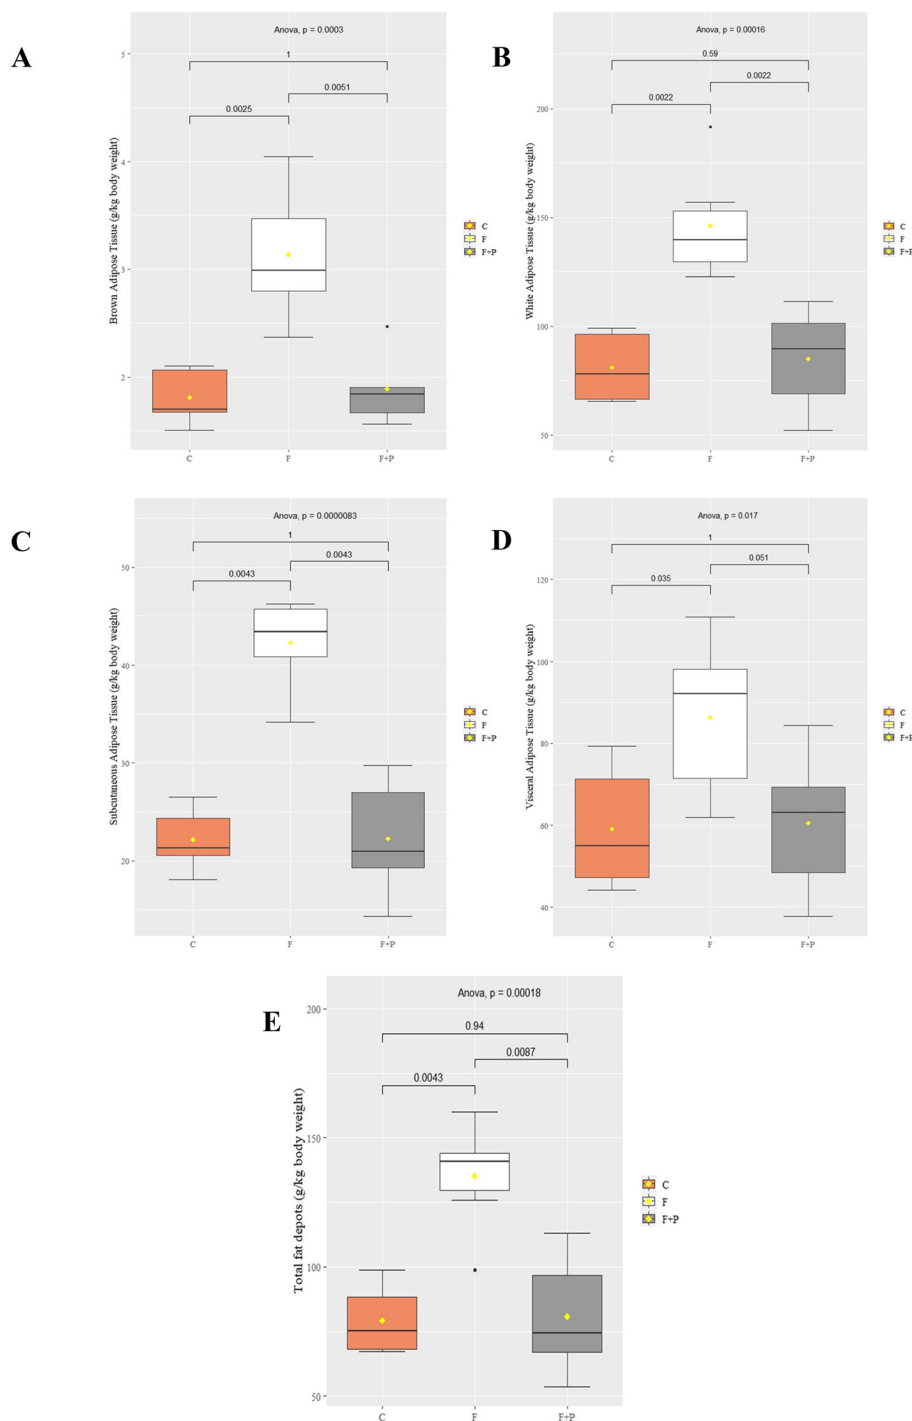 A
Anova, p = 0.0003
1
0.0051
0.0025
Brown Adipose Tissue (g/kg body weight)
5
4
3
2
C
F
F+P
C
F
F+P
B
Anova, p = 0.00016
0.59
0.0022
0.0022
White Adipose Tissue (g/kg body weight)
200
150
100
50
C
F
F+P
C
F
F+P
C
Anova, p = 0.0000083
1
0.0043
0.0043
Subcutaneous Adipose Tissue (g/kg body weight)
50
40
30
20
C
F
F+P
C
F
F+P
D
Anova, p = 0.017
1
0.051
0.035
Visceral Adipose Tissue (g/kg body weight)
120
100
80
60
40
C
F
F+P
C
F
F+P
E
Anova, p = 0.00018
0.94
0.0087
0.0043
Total fat depots (g/kg body weight)
200
150
100
50
C
F
F+P
C
F
F+P